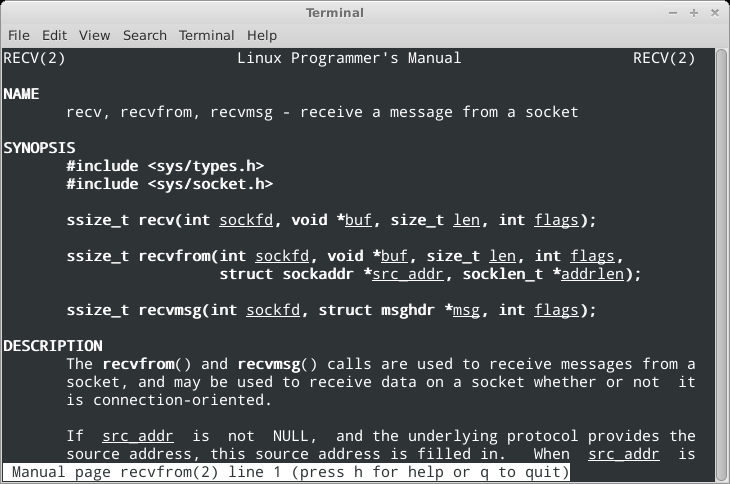 Terminal
File Edit View Search Terminal Help
RECV(2) Linux Programmer's Manual RECV(2)
NAME
recv, recvfrom, recvmsg - receive a message from a socket
SYNOPSIS
#include <sys/types.h>
#include <sys/socket.h>
ssize_t recv(int sockfd, void *buf, size_t len, int flags);
ssize_t recvfrom(int sockfd, void *buf, size_t len, int flags,
struct sockaddr *src_addr, socklen_t *addrlen);
ssize_t recvmsg(int sockfd, struct msghdr *msg, int flags);
DESCRIPTION
The recvfrom() and recvmsg() calls are used to receive messages from a
socket, and may be used to receive data on a socket whether or not it
is connection-oriented.
If src_addr is not NULL, and the underlying protocol provides the
source address, this source address is filled in. When src_addr is
Manual page recvfrom(2) line 1 (press h for help or q to quit)